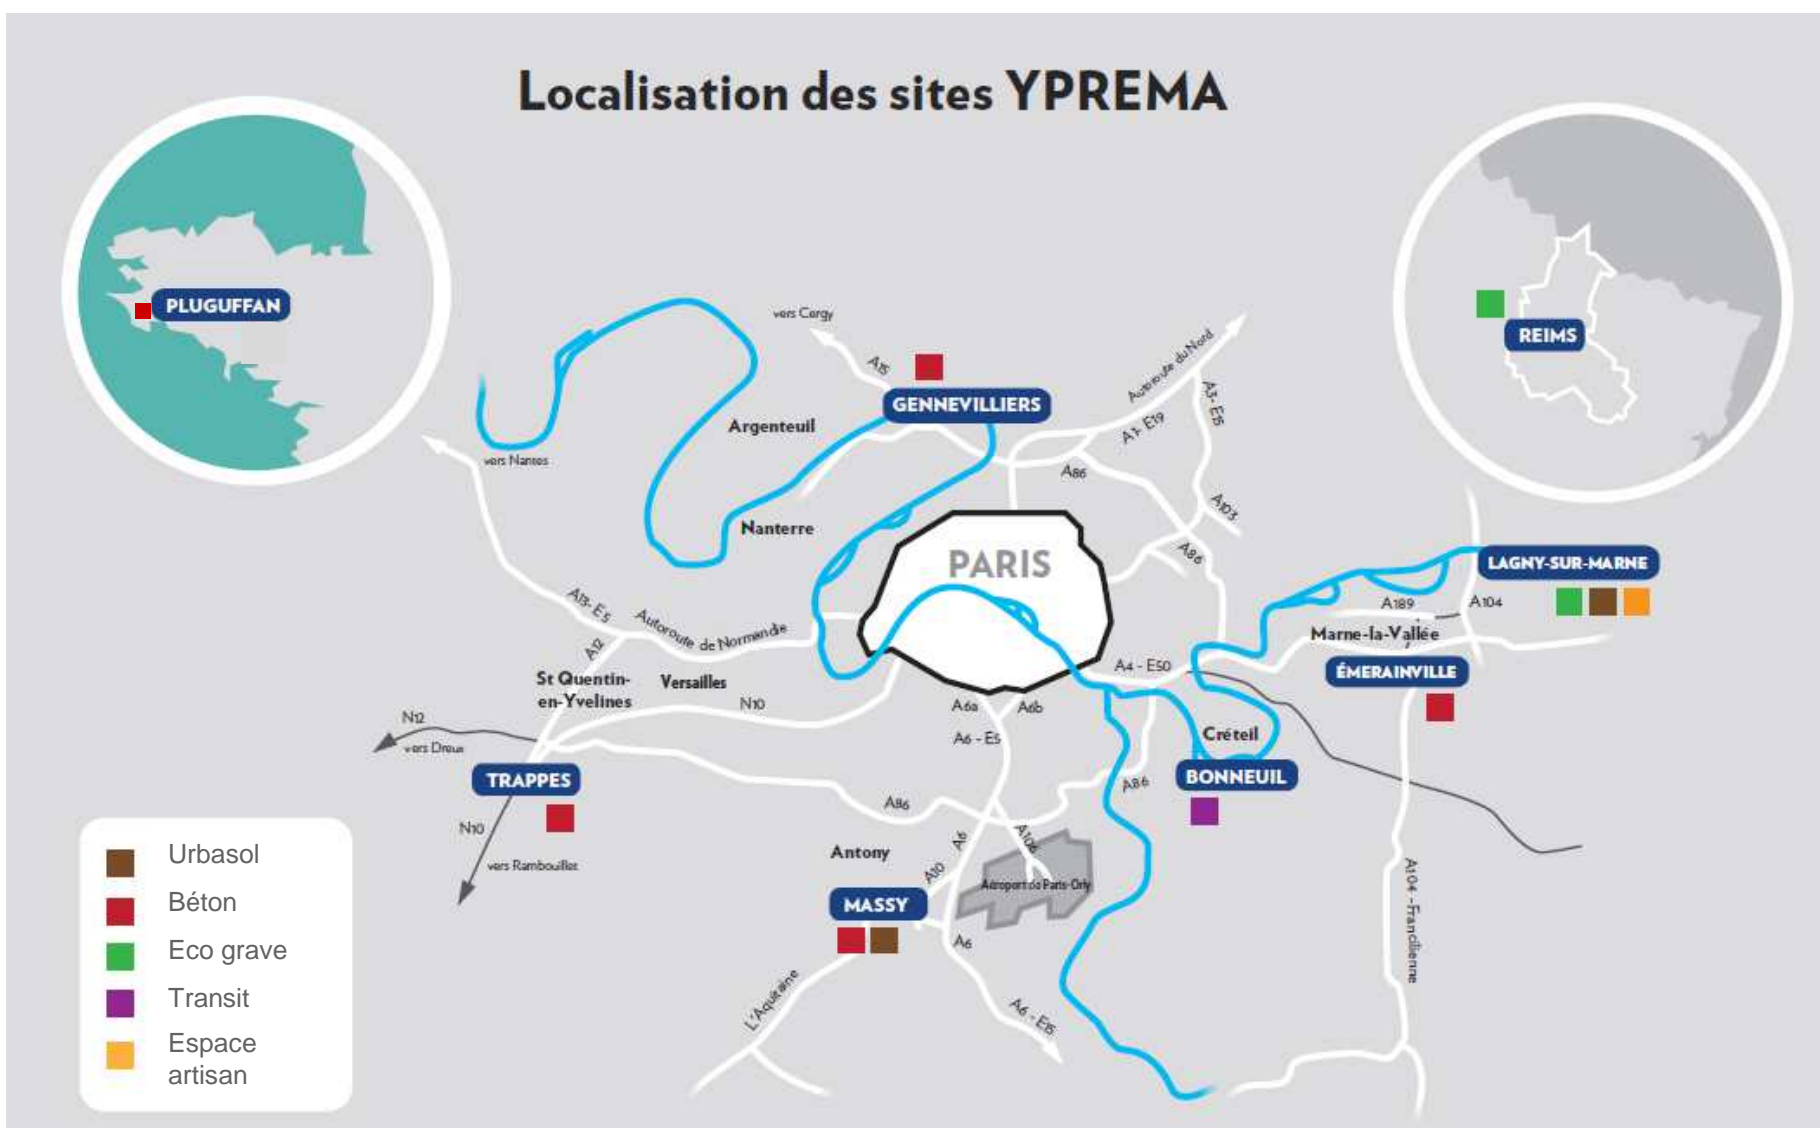 Localisation des sites YPREMA
PLUGUFFAN
REIMS
vers Cergy
A15
GENNEVILLIERS
Autoroute du Nord
A3- E15
A1- E19
Argenteuil
vers Nantes
A86
Nanterre
A103
A86
PARIS
LAGNY-SUR-MARNE
A189
A104
A13- E5
Autoroute de Normandie
A12
Marne-la-Vallée
ÉMERAINVILLE
A4 - E50
St Quentin-
en-Yvelines
Versailles
N10
A6a
A6b
N12
vers Dreux
A6 - E5
Créteil
TRAPPES
BONNEUIL
A86
A86
N10
vers Rambouillet
A6
A106
Antony
A10
Aéroport de Paris-Orly
MASSY
A6
A104 -Francilienne
L'Aquitaine
A6 - E15
Urbasol
Béton
Eco grave
Transit
Espace
artisan